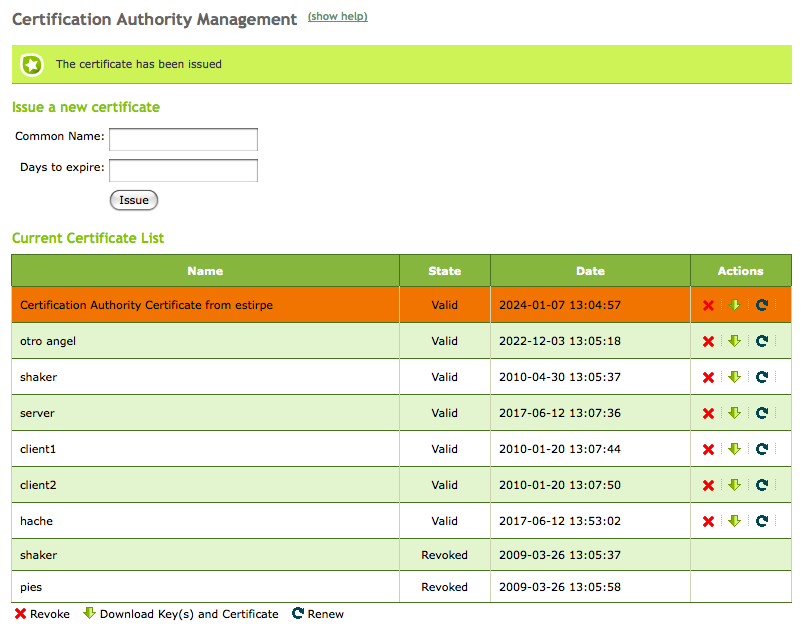 Certification Authority Management (show help)
The certificate has been issued
Issue a new certificate
Common Name:
Days to expire:
Issue
Current Certificate List
Name State Date Actions
Certification Authority Certificate from estirpe Valid 2024-01-07 13:04:57
otro angel Valid 2022-12-03 13:05:18
shaker Valid 2010-04-30 13:05:37
server Valid 2017-06-12 13:07:36
client1 Valid 2010-01-20 13:07:44
client2 Valid 2010-01-20 13:07:50
hache Valid 2017-06-12 13:53:02
shaker Revoked 2009-03-26 13:05:37
pies Revoked 2009-03-26 13:05:58
Revoke Download Key(s) and Certificate Renew